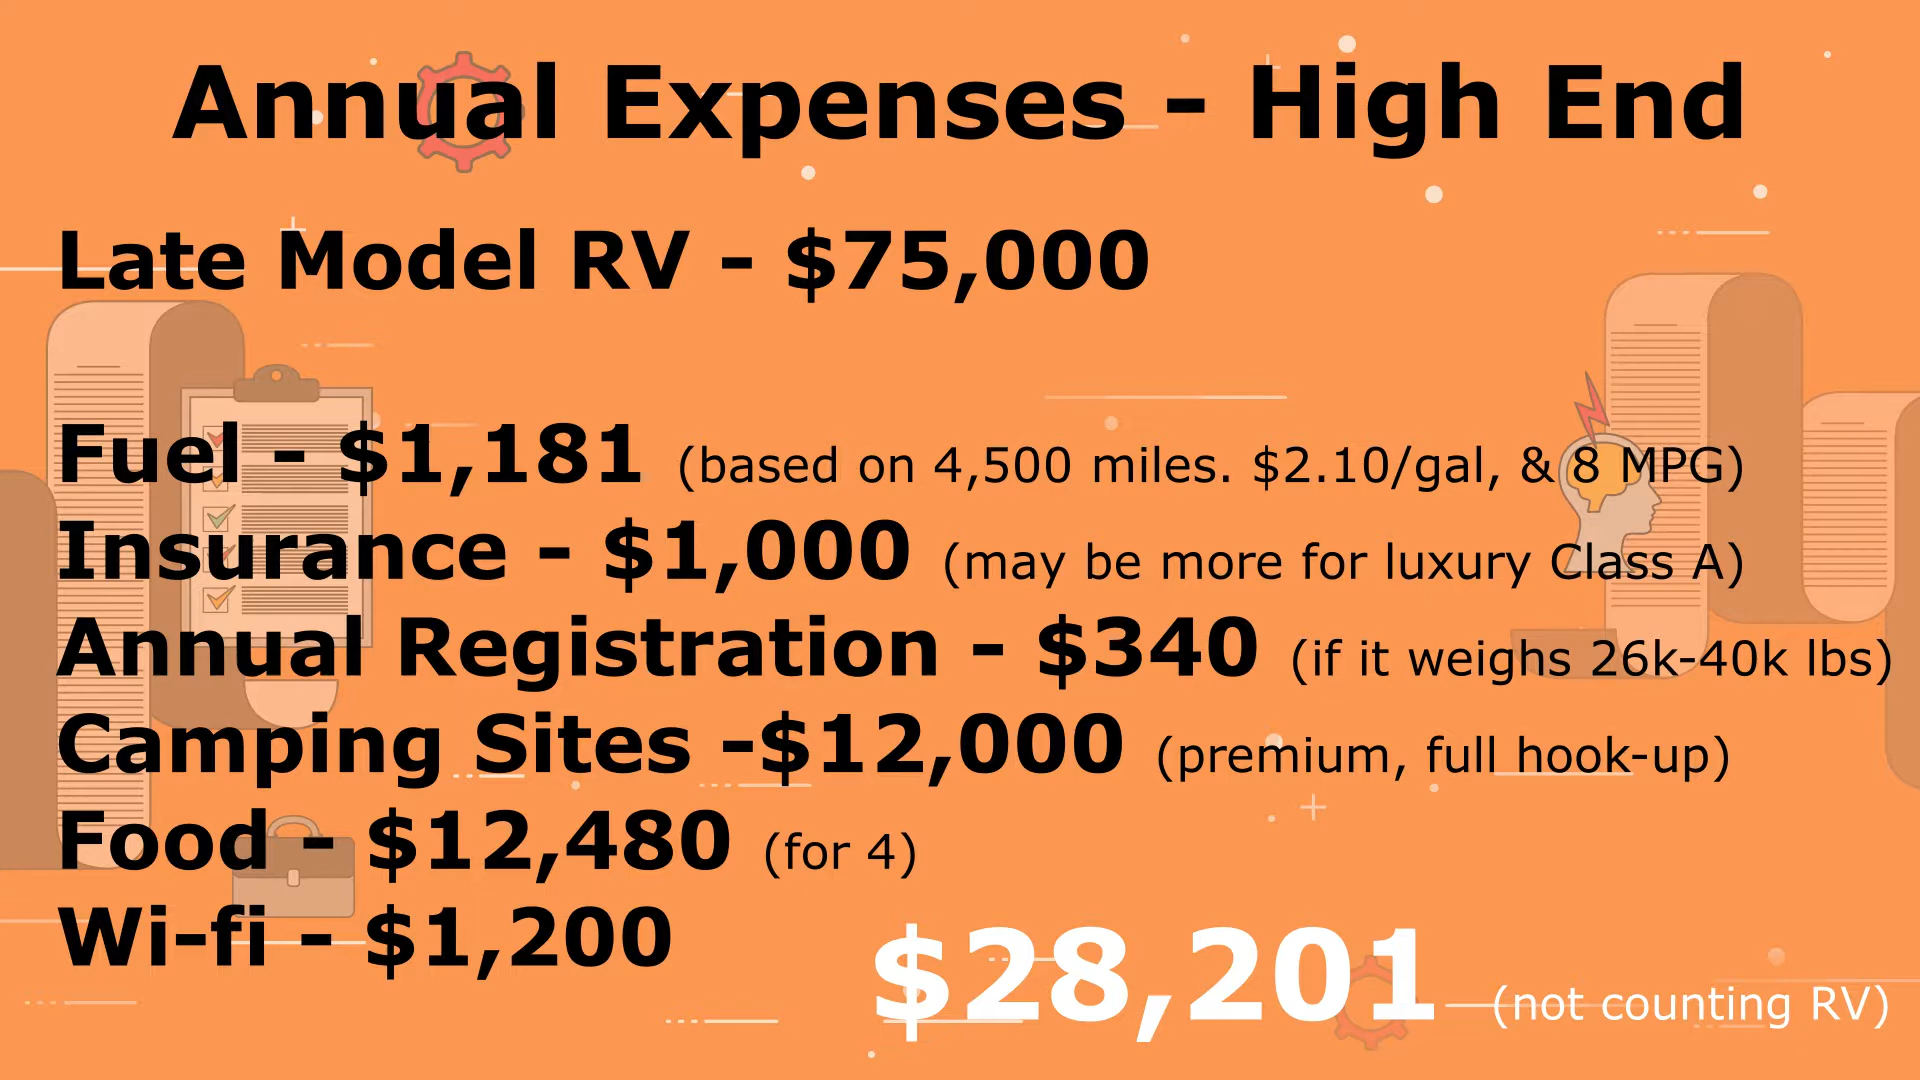 Annual Expenses - High End
Late Model RV - $75,000
Fuel - $1,181 (based on 4,500 miles. $2.10/gal, & 8 MPG)
Insurance - $1,000 (may be more for luxury Class A)
Annual Registration - $340 (if it weighs 26k-40k lbs)
Camping Sites -$12,000 (premium, full hook-up)
Food - $12,480 (for 4)
Wi-fi - $1,200
$28,201 (not counting RV)